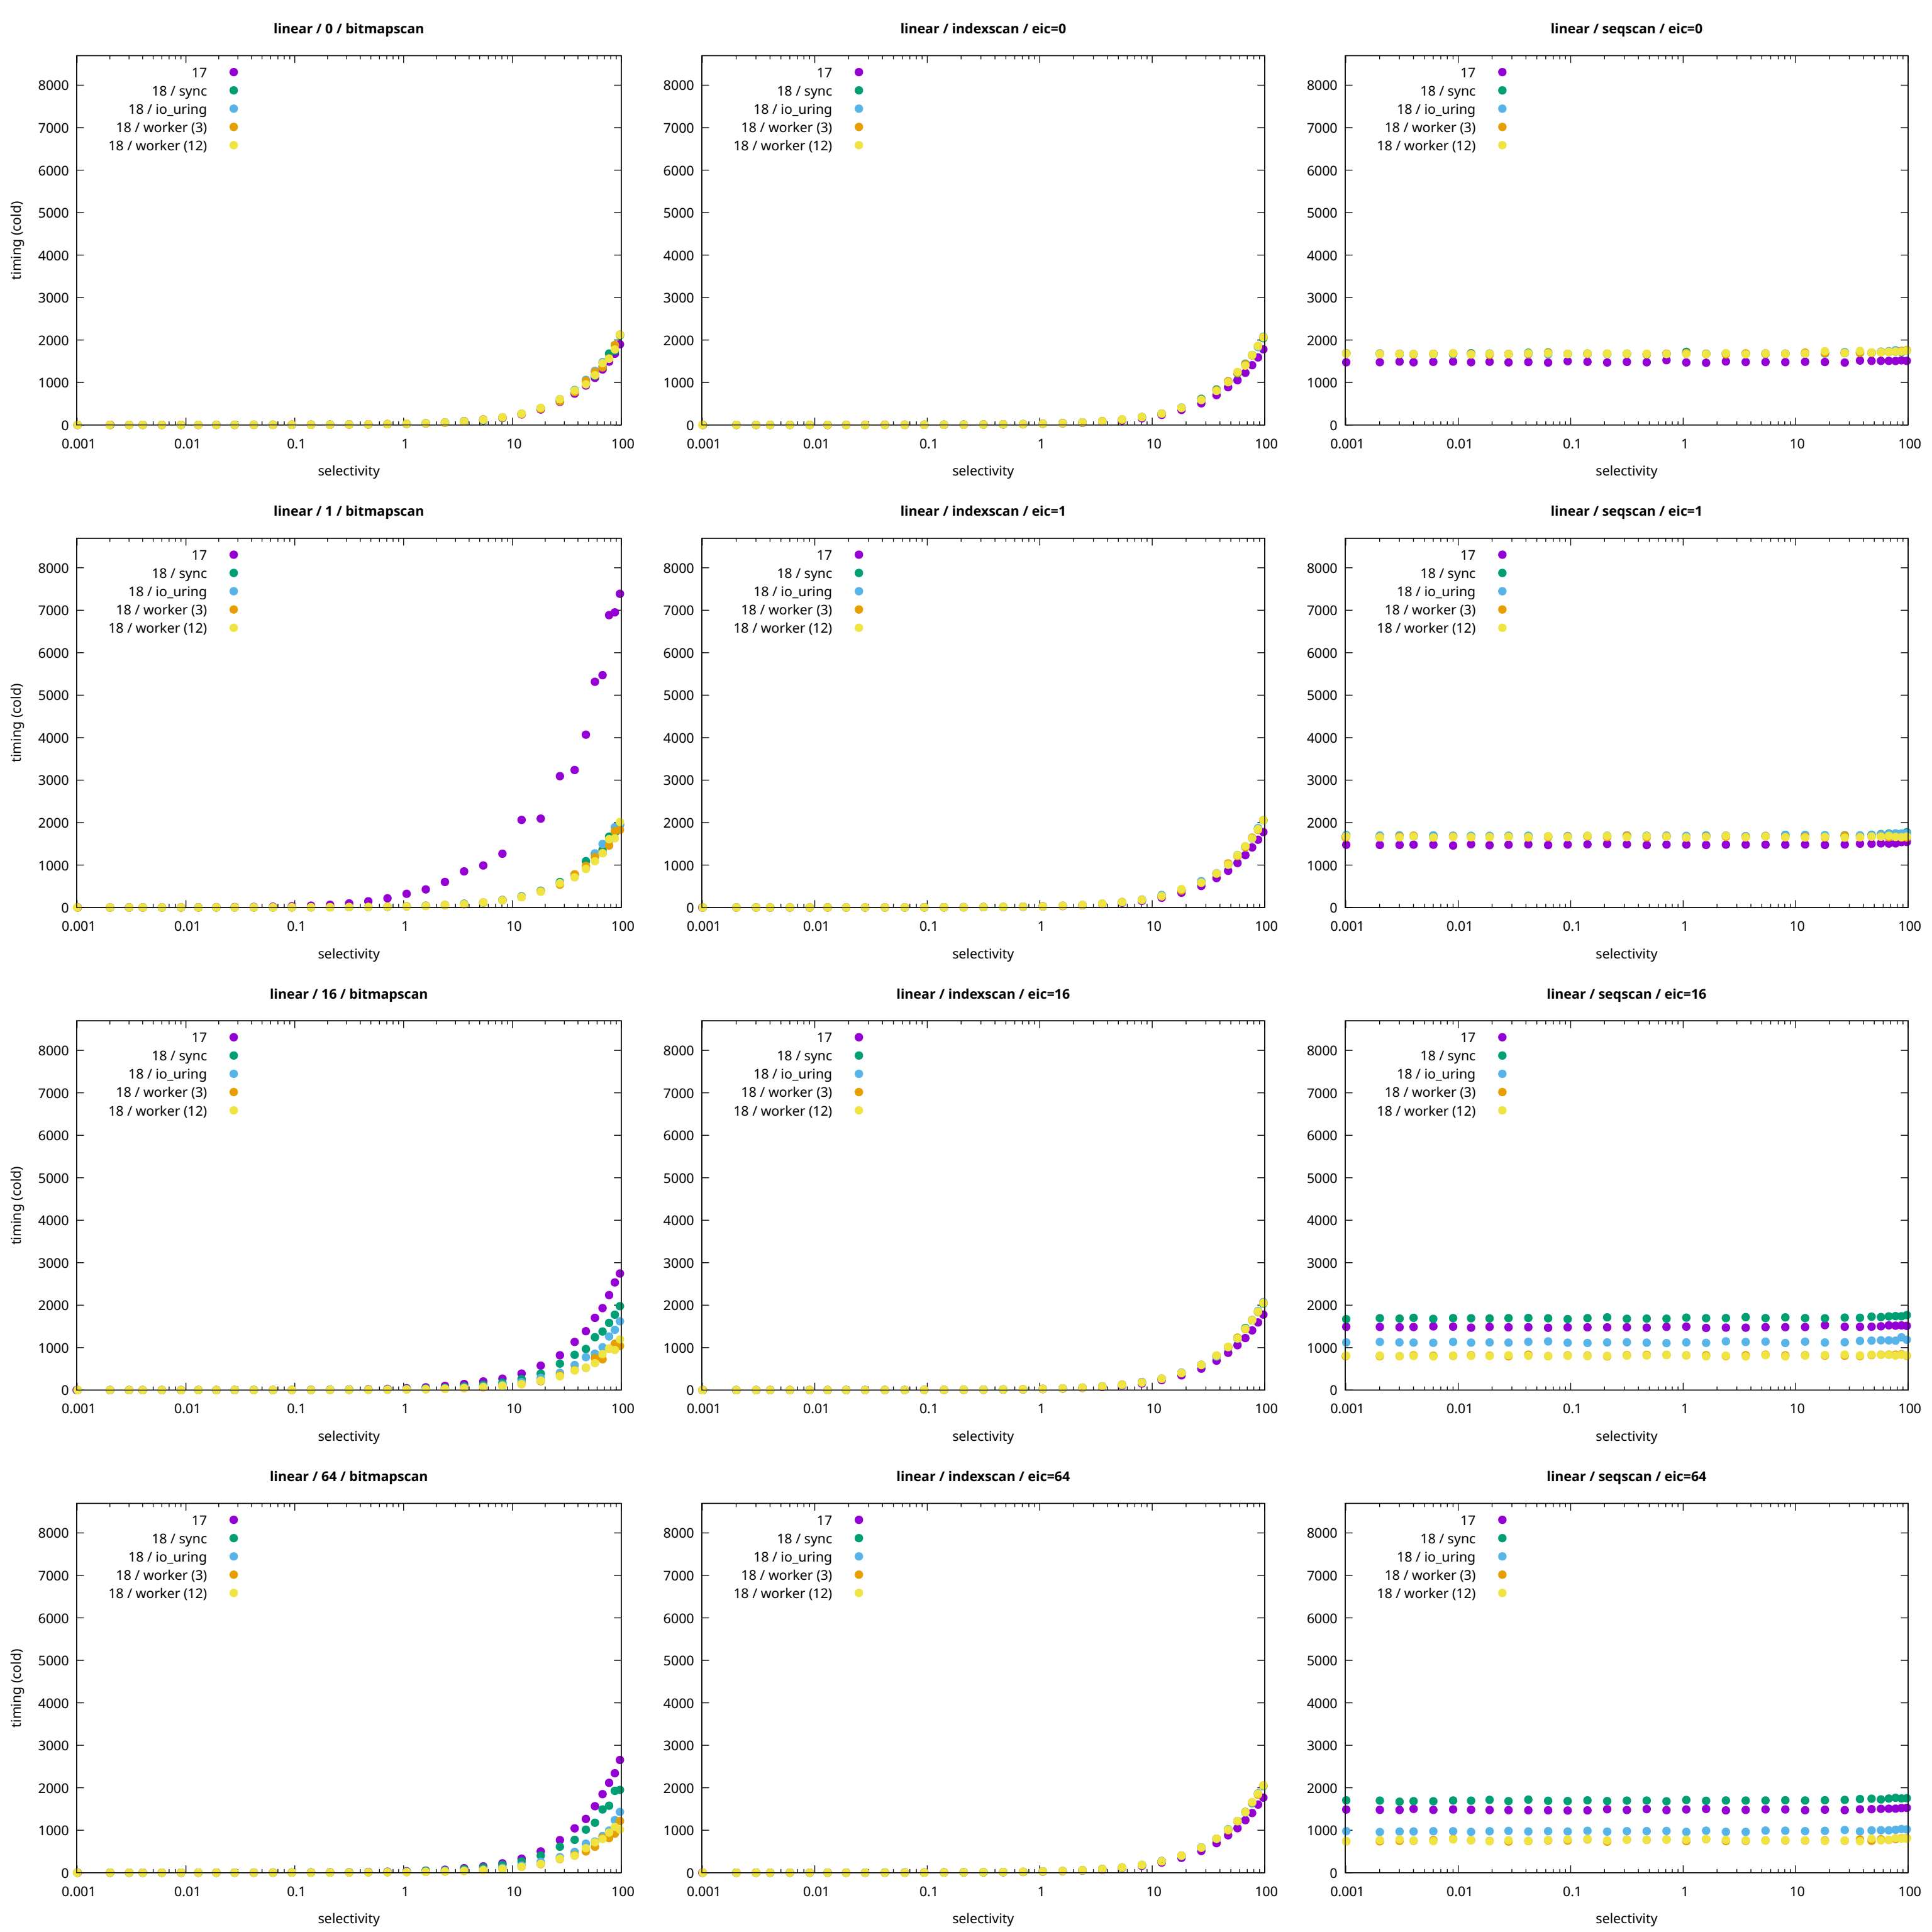 linear / 0 / bitmapscan
timing (cold)
8000
7000
6000
5000
4000
3000
2000
1000
0
17
18 / sync
18 / io_uring
18 / worker (3)
18 / worker (12)
0.001 0.01 0.1 1 10 100
selectivity
linear / indexscan / eic=0
8000
7000
6000
5000
4000
3000
2000
1000
0
17
18 / sync
18 / io_uring
18 / worker (3)
18 / worker (12)
0.001 0.01 0.1 1 10 100
selectivity
linear / seqscan / eic=0
8000
7000
6000
5000
4000
3000
2000
1000
0
17
18 / sync
18 / io_uring
18 / worker (3)
18 / worker (12)
0.001 0.01 0.1 1 10 100
selectivity
linear / 1 / bitmapscan
timing (cold)
8000
7000
6000
5000
4000
3000
2000
1000
0
17
18 / sync
18 / io_uring
18 / worker (3)
18 / worker (12)
0.001 0.01 0.1 1 10 100
selectivity
linear / indexscan / eic=1
8000
7000
6000
5000
4000
3000
2000
1000
0
17
18 / sync
18 / io_uring
18 / worker (3)
18 / worker (12)
0.001 0.01 0.1 1 10 100
selectivity
linear / seqscan / eic=1
8000
7000
6000
5000
4000
3000
2000
1000
0
17
18 / sync
18 / io_uring
18 / worker (3)
18 / worker (12)
0.001 0.01 0.1 1 10 100
selectivity
linear / 16 / bitmapscan
timing (cold)
8000
7000
6000
5000
4000
3000
2000
1000
0
17
18 / sync
18 / io_uring
18 / worker (3)
18 / worker (12)
0.001 0.01 0.1 1 10 100
selectivity
linear / indexscan / eic=16
8000
7000
6000
5000
4000
3000
2000
1000
0
17
18 / sync
18 / io_uring
18 / worker (3)
18 / worker (12)
0.001 0.01 0.1 1 10 100
selectivity
linear / seqscan / eic=16
8000
7000
6000
5000
4000
3000
2000
1000
0
17
18 / sync
18 / io_uring
18 / worker (3)
18 / worker (12)
0.001 0.01 0.1 1 10 100
selectivity
linear / 64 / bitmapscan
timing (cold)
8000
7000
6000
5000
4000
3000
2000
1000
0
17
18 / sync
18 / io_uring
18 / worker (3)
18 / worker (12)
0.001 0.01 0.1 1 10 100
selectivity
linear / indexscan / eic=64
8000
7000
6000
5000
4000
3000
2000
1000
0
17
18 / sync
18 / io_uring
18 / worker (3)
18 / worker (12)
0.001 0.01 0.1 1 10 100
selectivity
linear / seqscan / eic=64
8000
7000
6000
5000
4000
3000
2000
1000
0
17
18 / sync
18 / io_uring
18 / worker (3)
18 / worker (12)
0.001 0.01 0.1 1 10 100
selectivity